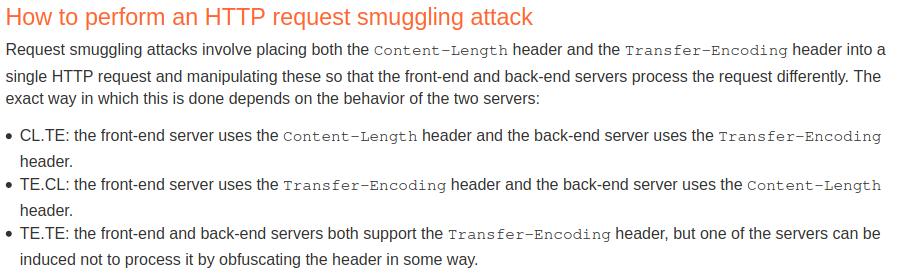 How to perform an HTTP request smuggling attack
Request smuggling attacks involve placing both the Content-Length header and the Transfer-Encoding header into a
single HTTP request and manipulating these so that the front-end and back-end servers process the request differently. The
exact way in which this is done depends on the behavior of the two servers:
• CL.TE: the front-end server uses the Content-Length header and the back-end server uses the Transfer-Encoding
header.
• TE.CL: the front-end server uses the Transfer-Encoding header and the back-end server uses the Content-Length
header.
• TE.TE: the front-end and back-end servers both support the Transfer-Encoding header, but one of the servers can be
induced not to process it by obfuscating the header in some way.